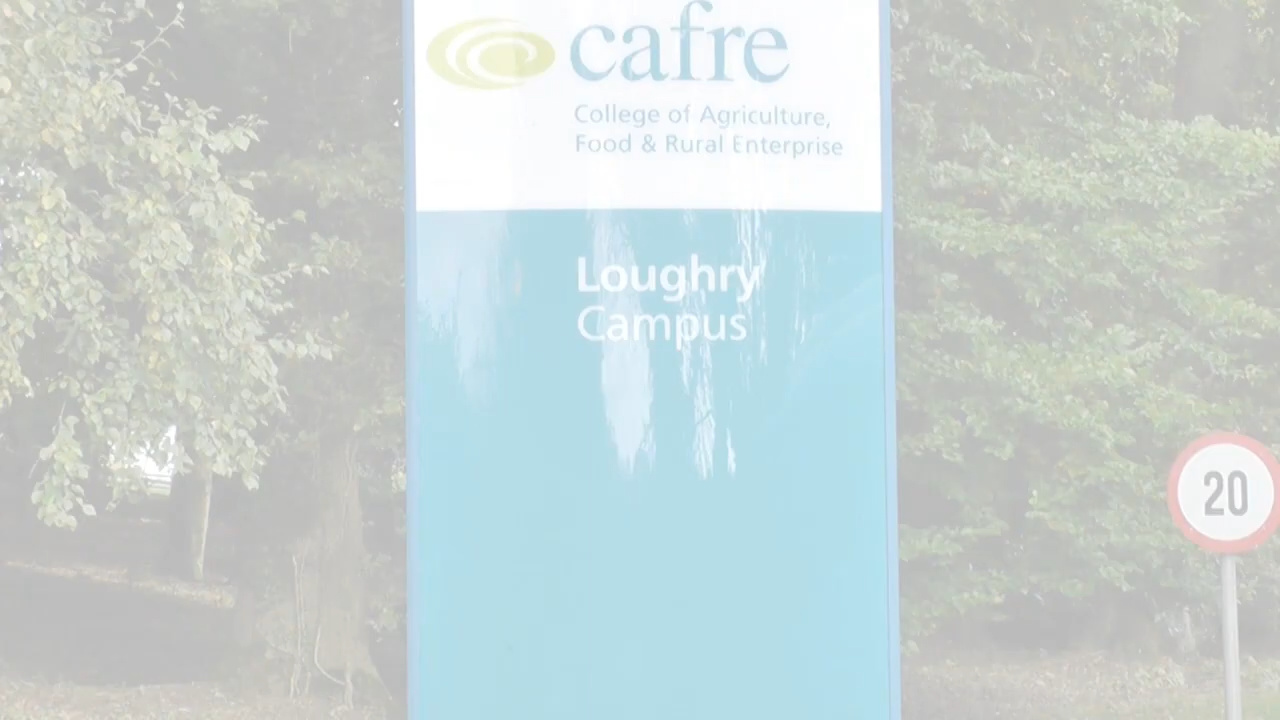 cafre
College of Agriculture,
Food & Rural Enterprise
Loughry
Campus
20